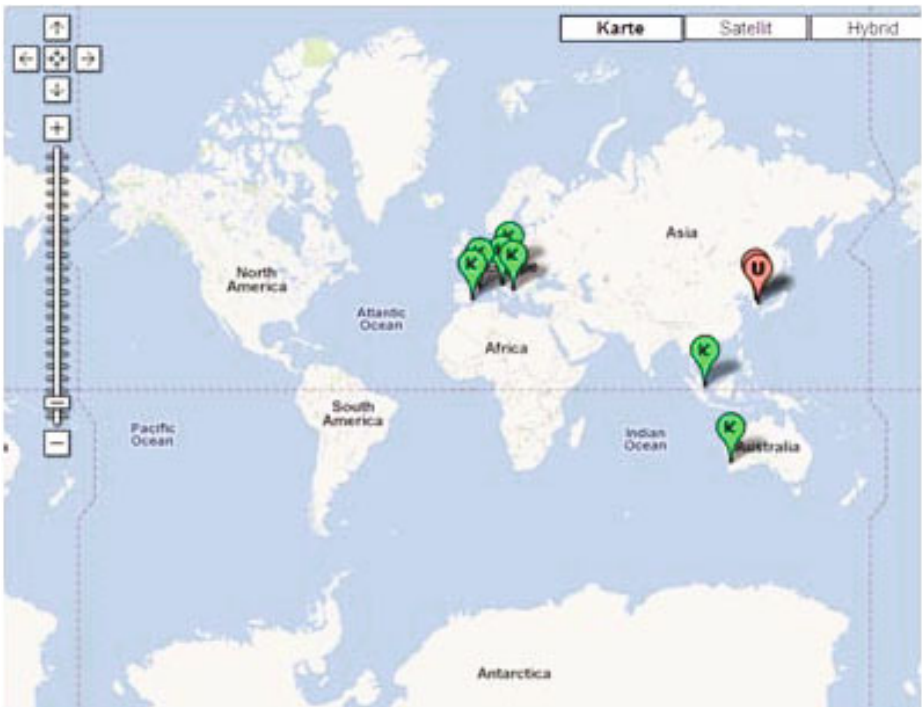 Karte Satellit Hybrid
K
K
K
K
U
Asia
North
America
Atlantic
Ocean
Africa
K
South
America
Pacific
Ocean
Indian
Ocean
K
Australia
Antarctica